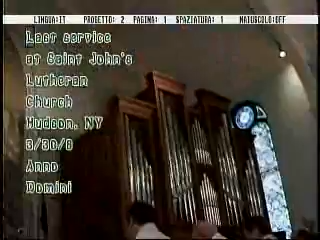 LINGUA:IT PROGETTO: 2 PAGINA: 1 SPAZIATURA: 1 MAIUSCOLO:OFF
Last service
at Saint John's
Lutheran
Church
Hudson, NY
3/30/8
Anno
Domini